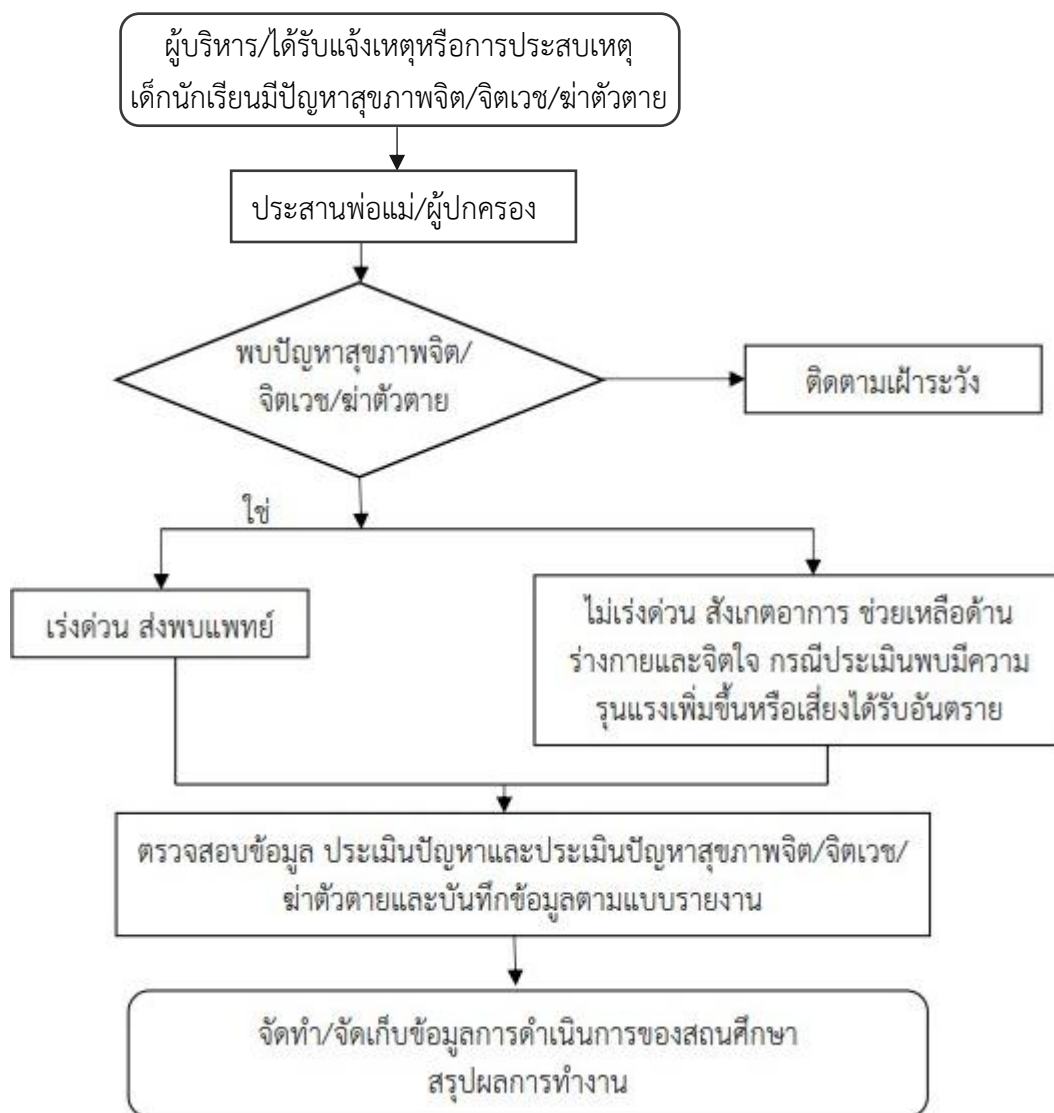 ผู้บริหาร/ได้รับแจ้งเหตุหรือการประสบเหตุ
เด็กนักเรียนมีปัญหาสุขภาพจิต/จิตเวช/ฆ่าตัวตาย
ประสานพ่อแม่/ผู้ปกครอง
พบปัญหาสุขภาพจิต/
จิตเวช/ฆ่าตัวตาย
ติดตามเฝ้าระวัง
ใช่
เร่งด่วน ส่งพบแพทย์
ไม่เร่งด่วน สังเกตอาการ ช่วยเหลือด้าน
ร่างกายและจิตใจ กรณีประเมินพบมีความ
รุนแรงเพิ่มขึ้นหรือเสี่ยงได้รับอันตราย
ตรวจสอบข้อมูล ประเมินปัญหาและประเมินปัญหาสุขภาพจิต/จิตเวช/
ฆ่าตัวตายและบันทึกข้อมูลตามแบบรายงาน
จัดทำ/จัดเก็บข้อมูลการดำเนินการของสถนศึกษา
สรุปผลการทำงาน